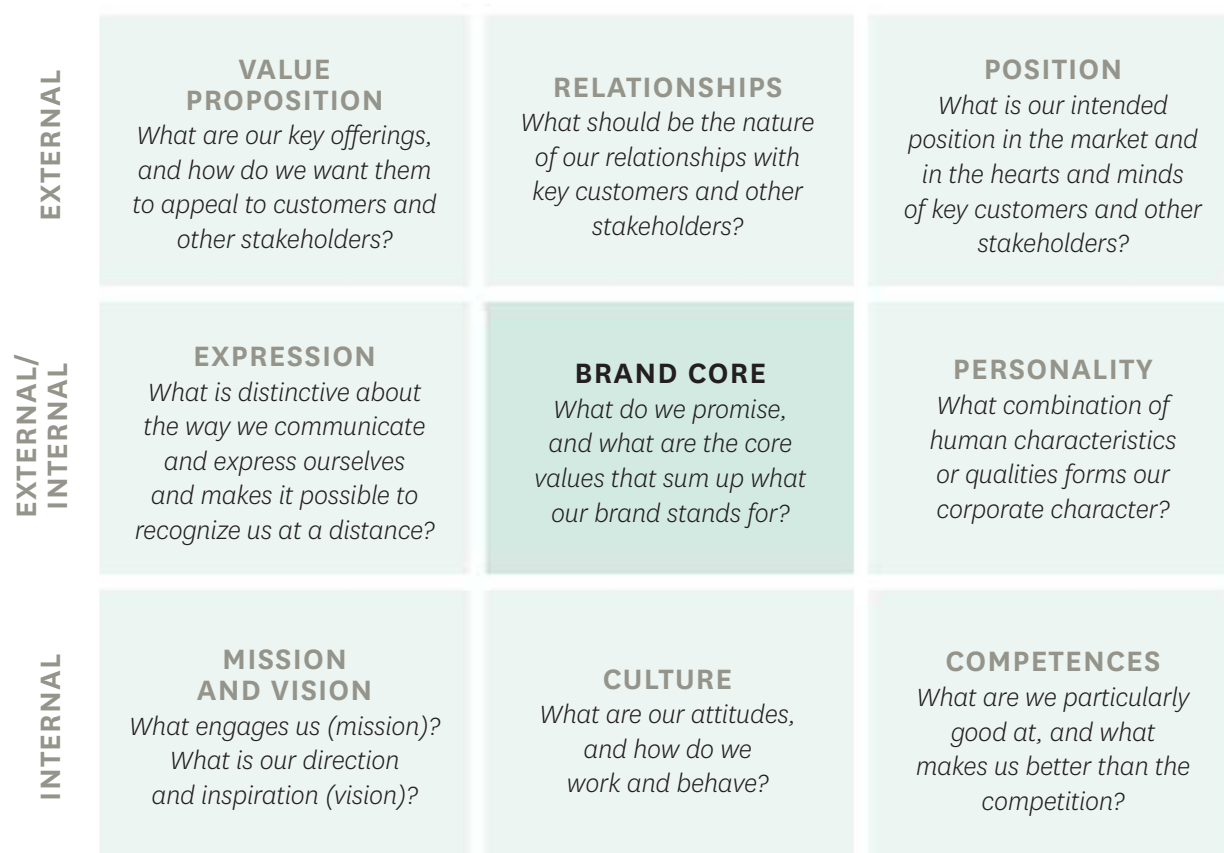 EXTERNAL
VALUE
PROPOSITION
What are our key offerings,
and how do we want them
to appeal to customers and
other stakeholders?
RELATIONSHIPS
What should be the nature
of our relationships with
key customers and other
stakeholders?
POSITION
What is our intended
position in the market and
in the hearts and minds
of key customers and other
stakeholders?
EXTERNAL/
INTERNAL
EXPRESSION
What is distinctive about
the way we communicate
and express ourselves
and makes it possible to
recognize us at a distance?
BRAND CORE
What do we promise,
and what are the core
values that sum up what
our brand stands for?
PERSONALITY
What combination of
human characteristics
or qualities forms our
corporate character?
INTERNAL
MISSION
AND VISION
What engages us (mission)?
What is our direction
and inspiration (vision)?
CULTURE
What are our attitudes,
and how do we
work and behave?
COMPETENCES
What are we particularly
good at, and what
makes us better than the
competition?